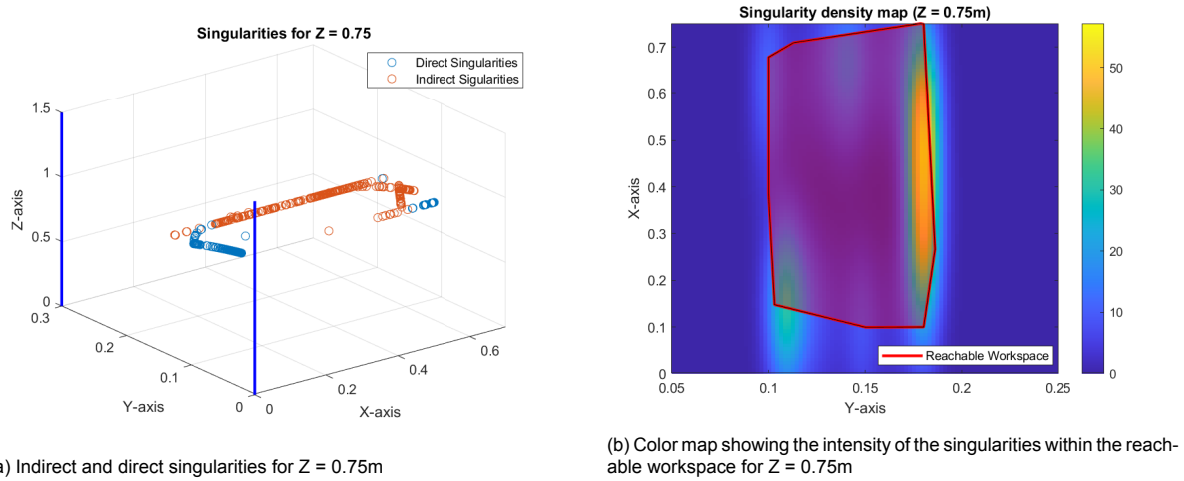 Singularities for Z = 0.75
Direct Singularities
Indirect Sigularities
1.5
1
0.5
0
Z-axis
0.3
0.2
0.1
0
Y-axis
0
0.2
0.4
0.6
X-axis
a) Indirect and direct singularities for Z = 0.75m
Singularity density map (Z = 0.75m)
0.7
0.6
0.5
0.4
0.3
0.2
0.1
0
X-axis
Reachable Workspace
0.05
0.1
0.15
0.2
0.25
Y-axis
50
40
30
20
10
0
(b) Color map showing the intensity of the singularities within the reach-
able workspace for Z = 0.75m